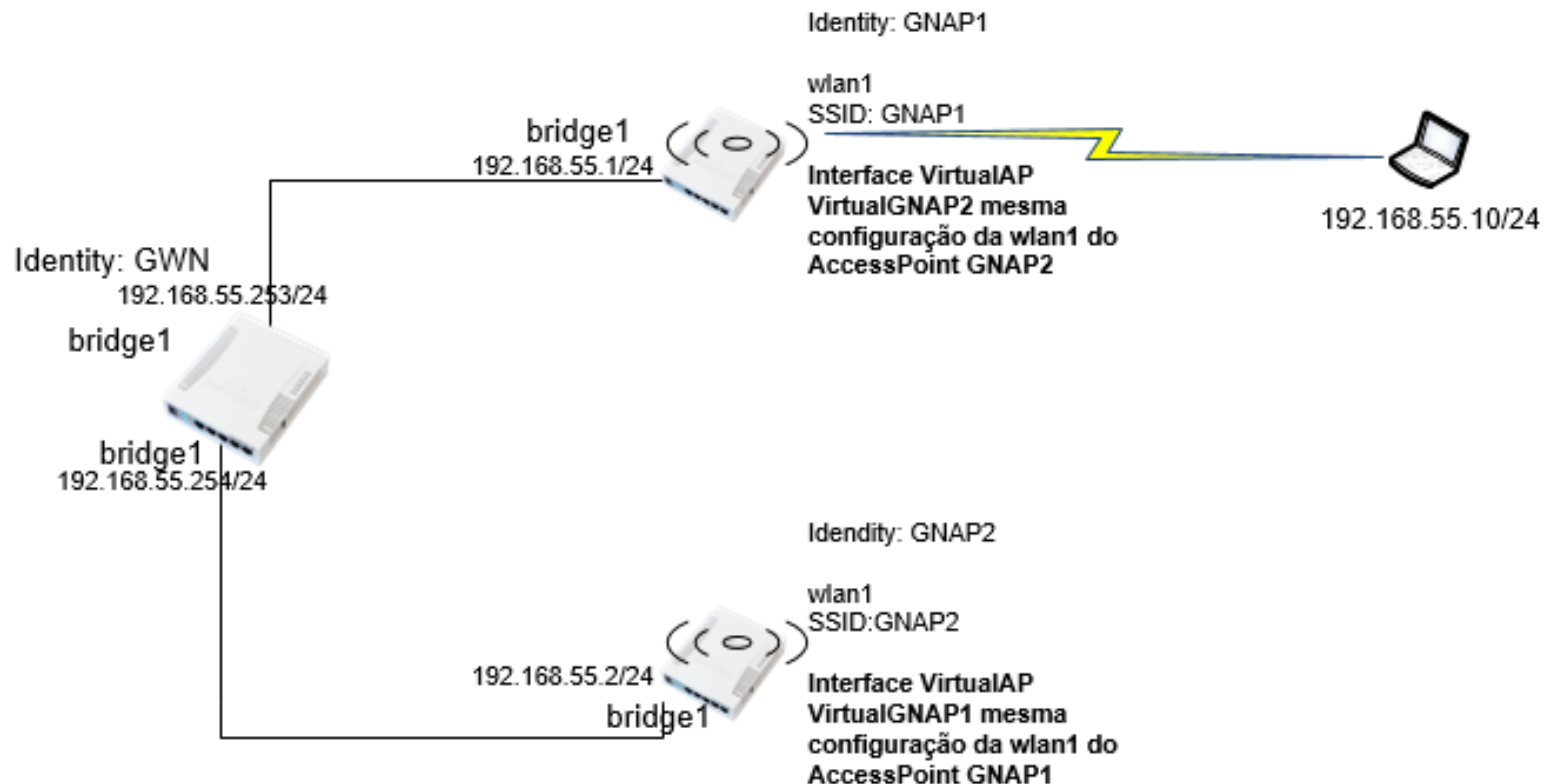 Identity: GNAP1
wlan1
SSID: GNAP1
bridge1
192.168.55.1/24
Interface VirtualAP
VirtualGNAP2 mesma
configuração da wlan1 do
AccessPoint GNAP2
192.168.55.10/24
Identity: GWN
192.168.55.253/24
bridge1
bridge1
192.168.55.254/24
Idendity: GNAP2
wlan1
SSID:GNAP2
192.168.55.2/24
bridge1
Interface VirtualAP
VirtualGNAP1 mesma
configuração da wlan1 do
AccessPoint GNAP1